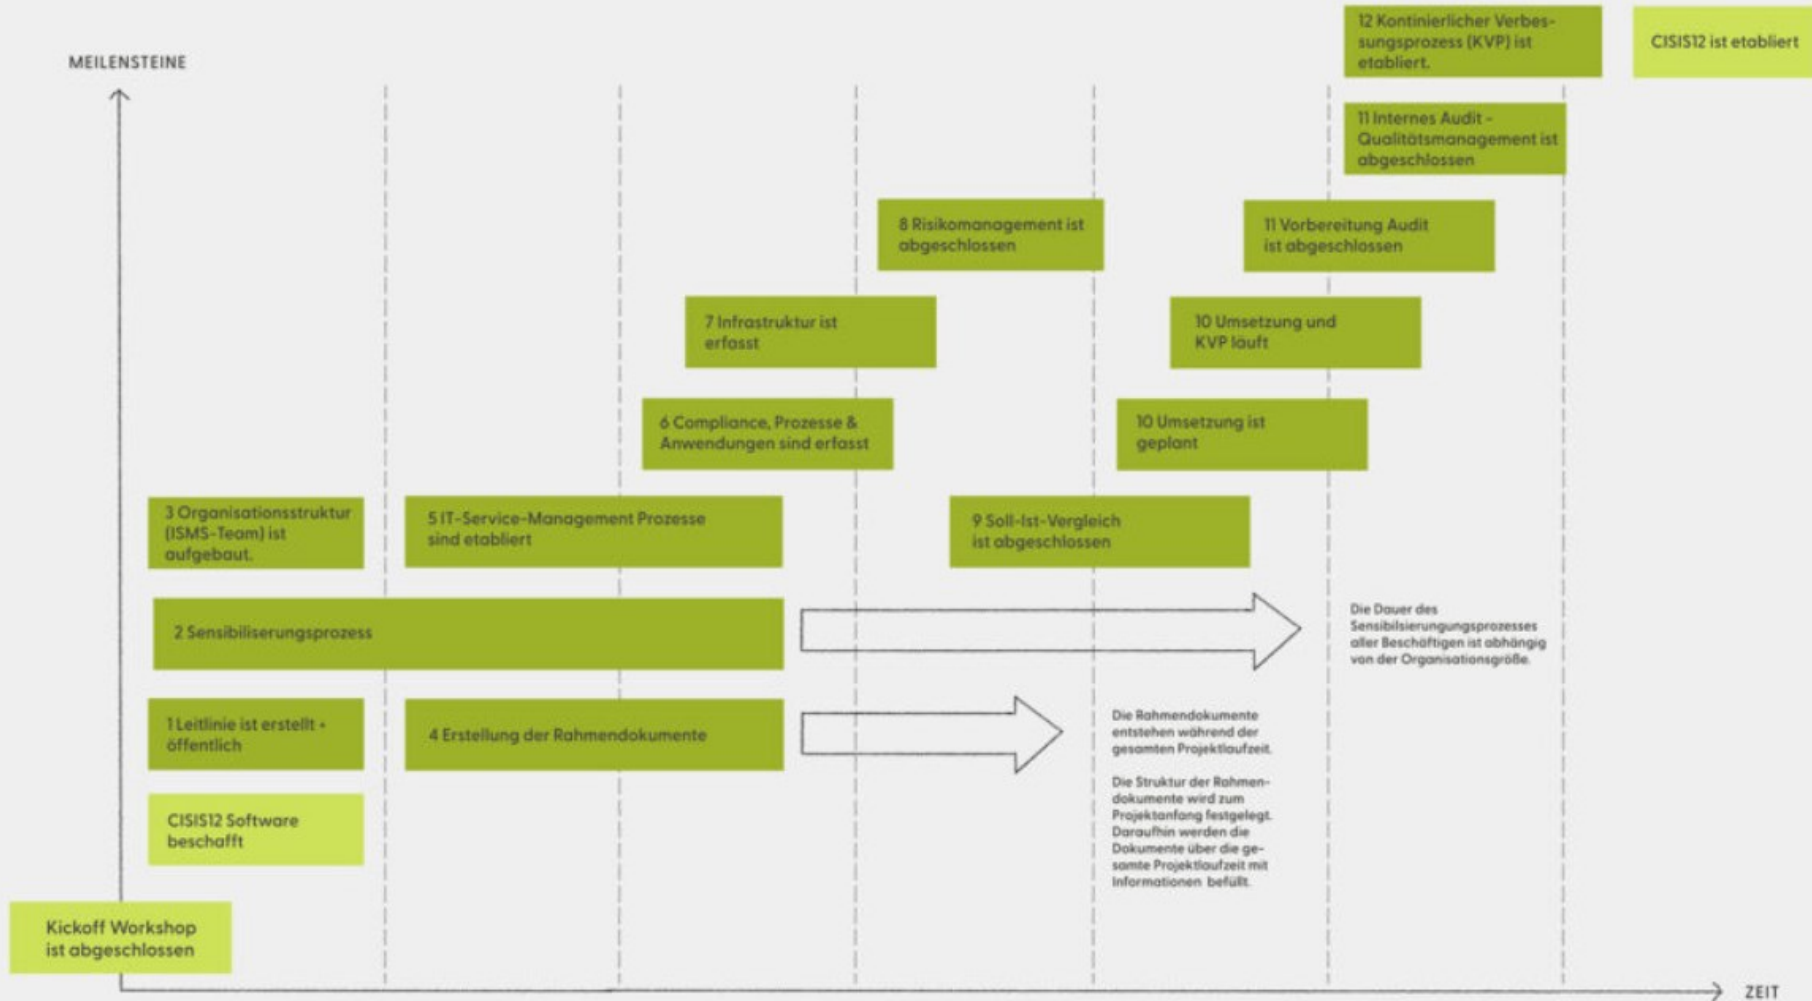 12 Kontinierlicher Verbes-
sungsprozess (KVP) ist
etabliert.
CISIS12 ist etabliert
MEILENSTEINE
11 Internes Audit -
Qualitätsmanagement ist
abgeschlossen
8 Risikomanagement ist
abgeschlossen
11 Vorbereitung Audit
ist abgeschlossen
7 Infrastruktur ist
erfasst
10 Umsetzung und
KVP läuft
6 Compliance, Prozesse &
Anwendungen sind erfasst
10 Umsetzung ist
geplant
3 Organisationsstruktur
(ISMS-Team) ist
aufgebaut.
5 IT-Service-Management Prozesse
sind etabliert
9 Soll-Ist-Vergleich
ist abgeschlossen
2 Sensibiliserungsprozess
Die Dauer des
Sensibilsierungungsprozesses
aller Beschäftigen ist abhängig
von der Organisationsgröße.
1 Leitlinie ist erstellt +
öffentlich
4 Erstellung der Rahmendokumente
Die Rahmendokumente
entstehen während der
gesamten Projektlaufzeit.
Die Struktur der Rahmen-
dokumente wird zum
Projektanfang festgelegt.
Daraufhin werden die
Dokumente über die ge-
samte Projektlaufzeit mit
Informationen befüllt.
CISIS12 Software
beschafft
Kickoff Workshop
ist abgeschlossen
ZEIT